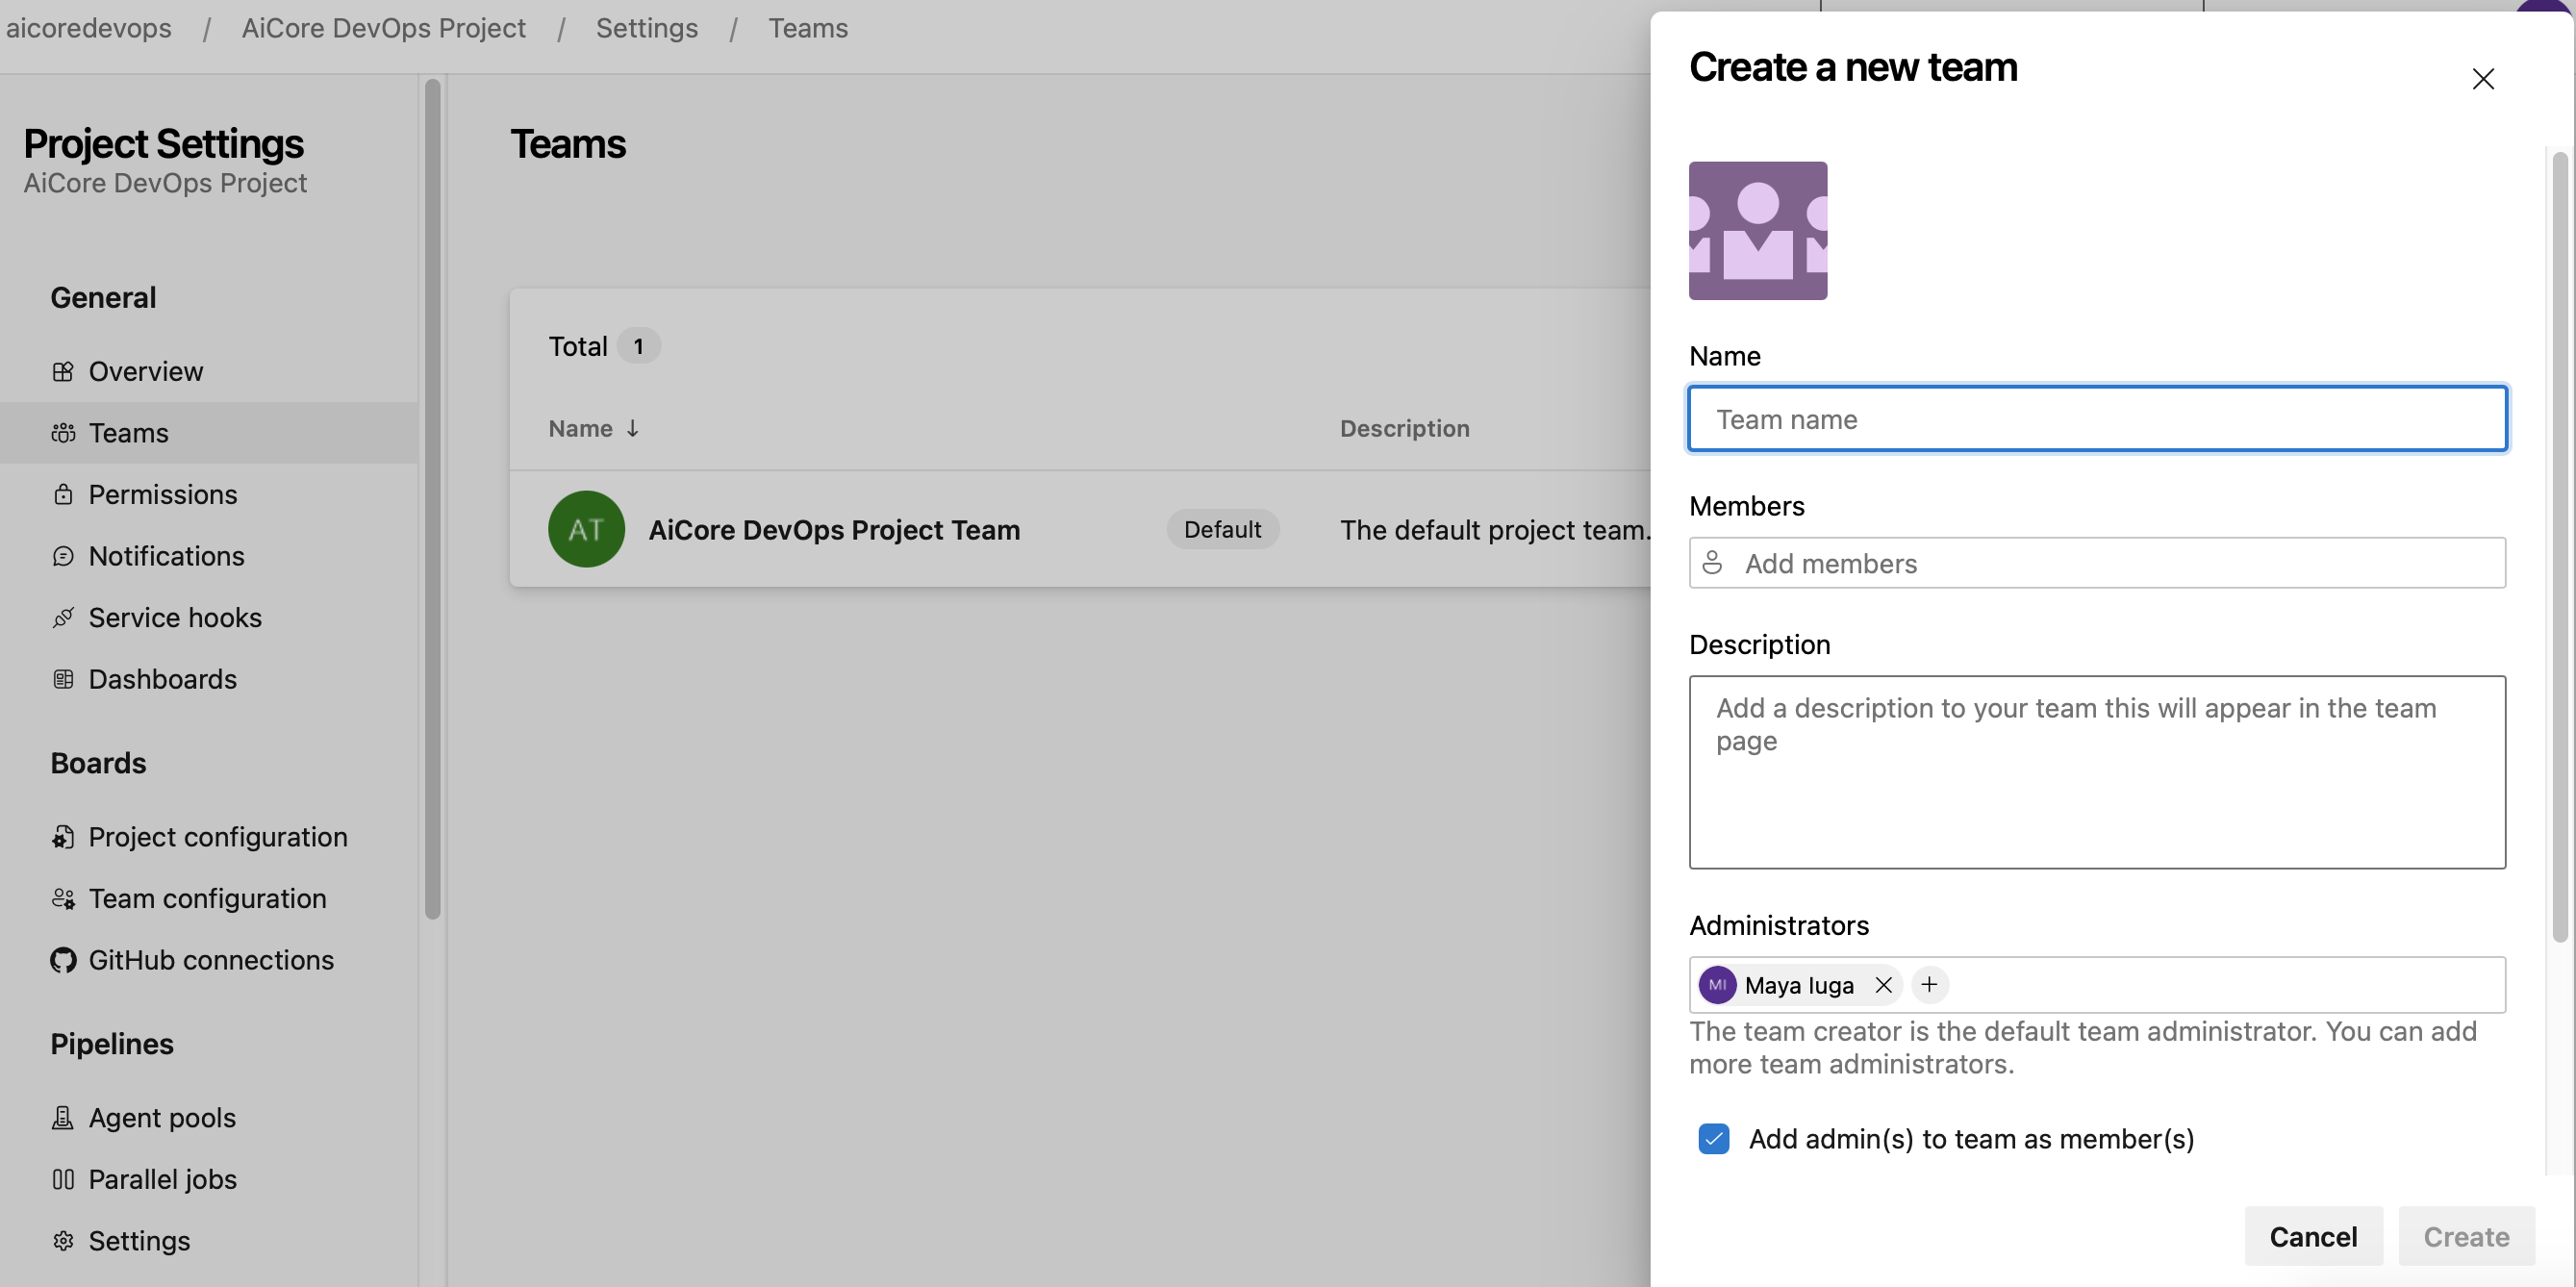 aicoredevops / AiCore DevOps Project / Settings / Teams
Project Settings
AiCore DevOps Project
General
Overview
Teams
Permissions
Notifications
Service hooks
Dashboards
Boards
Project configuration
Team configuration
GitHub connections
Pipelines
Agent pools
Parallel jobs
Settings
Teams
Total 1
Name ↓ Description
AT AiCore DevOps Project Team Default The default project team.
Create a new team
Name
Team name
Members
Add members
Description
Add a description to your team this will appear in the team
page
Administrators
MI Maya Iuga
The team creator is the default team administrator. You can add
more team administrators.
Add admin(s) to team as member(s)
Cancel Create